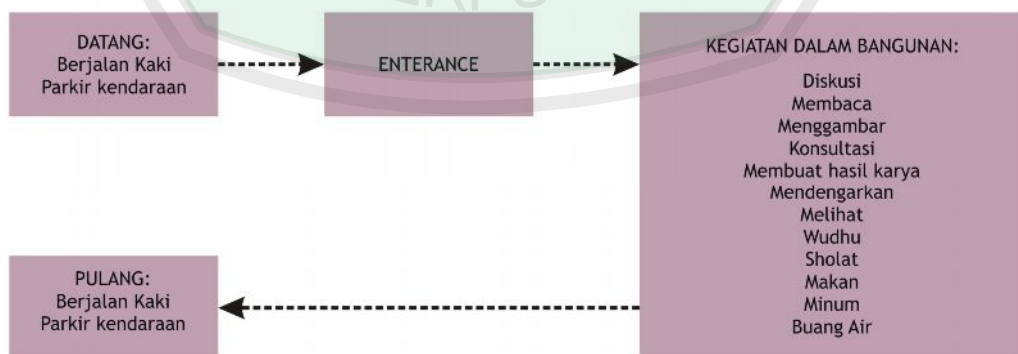 DATANG:
Berjalan Kaki
Parkir kendaraan
ENTERANCE
KEGIATAN DALAM BANGUNAN:
Diskusi
Membaca
Menggambar
Konsultasi
Membuat hasil karya
Mendengarkan
Melihat
Wudhu
Sholat
Makan
Minum
Buang Air
PULANG:
Berjalan Kaki
Parkir kendaraan